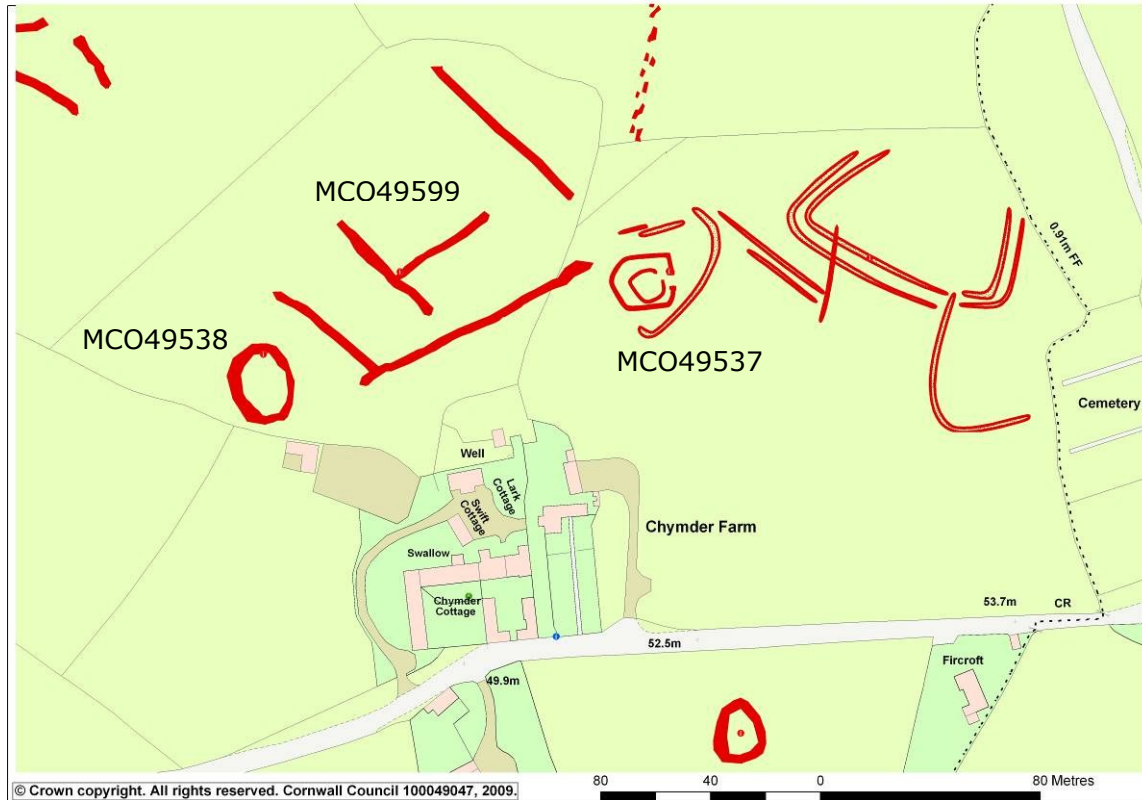 MCO49599
0.91m FF
MCO49538
MCO49537
Cemetery
Well
Lark
Cottage
Swift
Cottage
Chymder Farm
Swallow
Chymder
Cottage
53.7m
CR
52.5m
Fircroft
49.9m
© Crown copyright. All rights reserved. Cornwall Council 100049047, 2009.
80 40 0 80 Metres